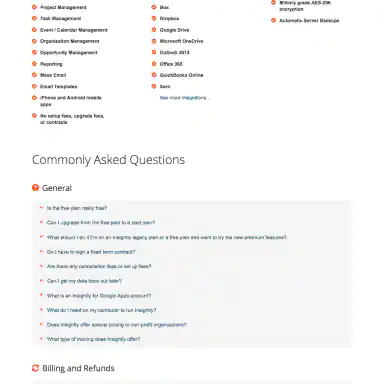 Project Management
Task Management
Event / Calendar Management
Organization Management
Opportunity Management
Reporting
Mass Email
Email Templates
iPhone and Android mobile
apps
No setup fees, upgrade fees,
or contracts
Box
Dropbox
Google Drive
Microsoft OneDrive
Outlook 2013
Office 365
QuickBooks Online
Xero
See more integrations...
Military grade AES-256
encryption
Automatic Server Backups
Commonly Asked Questions
General
Is the free plan really free?
Can I upgrade from the free plan to a paid plan?
What should I do if I'm on an Insightly legacy plan or a free plan and want to try the new premium features?
Do I have to sign a fixed term contract?
Are there any cancellation fees or set up fees?
Can I get my data back out later?
What is an Insightly for Google Apps account?
What do I need on my computer to run Insightly?
Does Insightly offer special pricing to non-profit organizations?
What type of training does Insightly offer?
Billing and Refunds